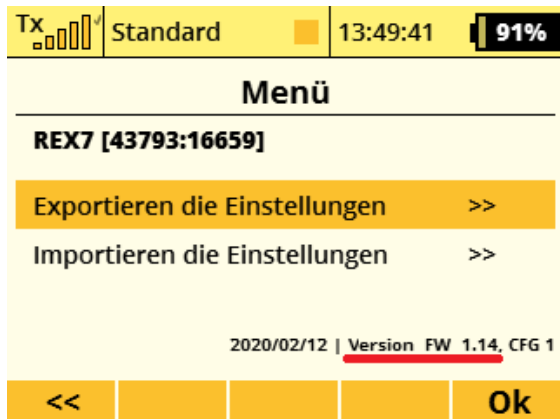 Tx Standard 13:49:41 91%
Menü
REX7 [43793:16659]
Exportieren die Einstellungen >>
Importieren die Einstellungen >>
2020/02/12 | Version FW 1.14, CFG 1
<< Ok